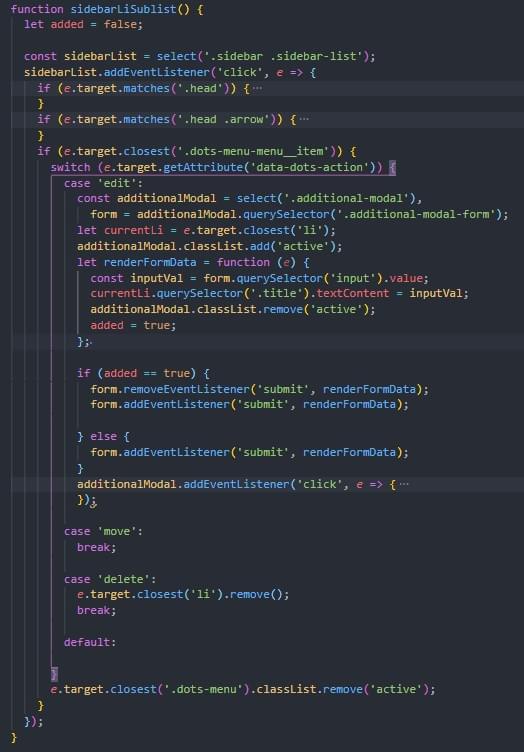 function sidebarLiSublist() {
let added = false;
const sidebarList = select('.sidebar .sidebar-list');
sidebarList.addEventListener('click', e => {
if (e.target.matches('.head')) {···
}
if (e.target.matches('.head .arrow')) {···
}
if (e.target.closest('.dots-menu-menu__item')) {
switch (e.target.getAttribute('data-dots-action')) {
case 'edit':
const additionalModal = select('.additional-modal'),
form = additionalModal.querySelector('.additional-modal-form');
let currentLi = e.target.closest('li');
additionalModal.classList.add('active');
let renderFormData = function (e) {
const inputVal = form.querySelector('input').value;
currentLi.querySelector('.title').textContent = inputVal;
additionalModal.classList.remove('active');
added = true;
};
if (added == true) {
form.removeEventListener('submit', renderFormData);
form.addEventListener('submit', renderFormData);
} else {
form.addEventListener('submit', renderFormData);
}
additionalModal.addEventListener('click', e => {···
});
case 'move':
break;
case 'delete':
e.target.closest('li').remove();
break;
default:
}
e.target.closest('.dots-menu').classList.remove('active');
}
});
}